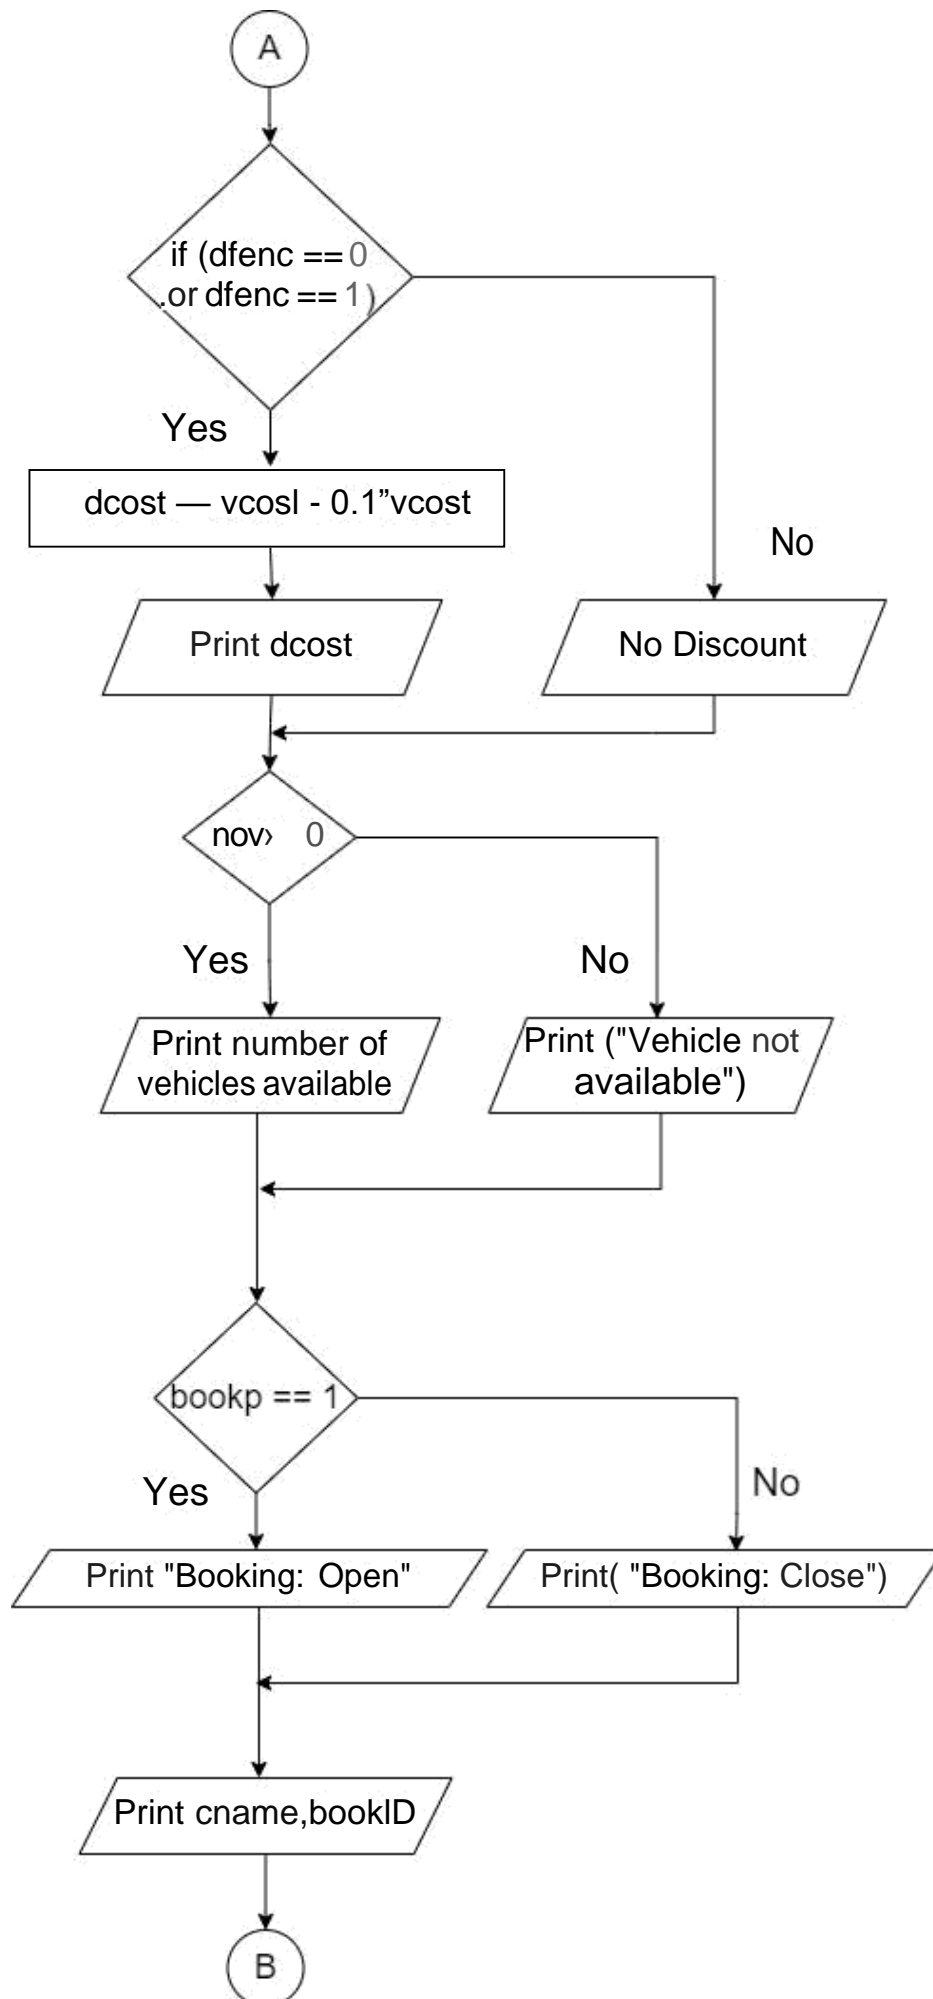 A
if (dfenc == 0
.or dfenc == 1)
Yes
dcost — vcosl - 0.1”vcost
No
Print dcost
No Discount
nov› 0
Yes
No
Print number of
vehicles available
Print ("Vehicle not
available")
bookp == 1
Yes
No
Print "Booking: Open"
Print( "Booking: Close")
Print cname,bookID
B